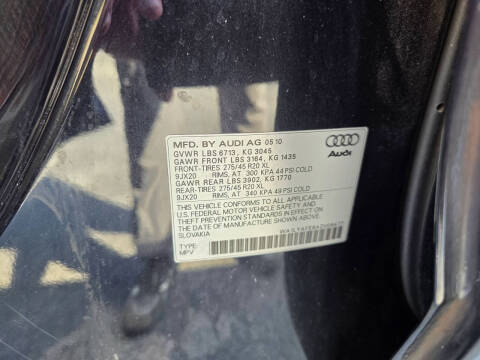 MFD. BY AUDI AG 05 10
GVWR LBS 6713, KG 3045
GAWR FRONT LBS 3164, KG 1435
FRONT-TIRES 275/45 R20 XL
9JX20 RIMS, AT 300 KPA 44 PSI COLD
GAWR REAR LBS 3902, KG 1770
REAR-TIRES 275/45 R20 XL
9JX20 RIMS, AT 340 KPA 49 PSI COLD
Audi
THIS VEHICLE CONFORMS TO ALL APPLICABLE
U.S. FEDERAL MOTOR VEHICLE SAFETY AND
THEFT PREVENTION STANDARDS IN EFFECT ON
THE DATE OF MANUFACTURE SHOWN ABOVE.
SLOVAKIA
TYPE:
MPV